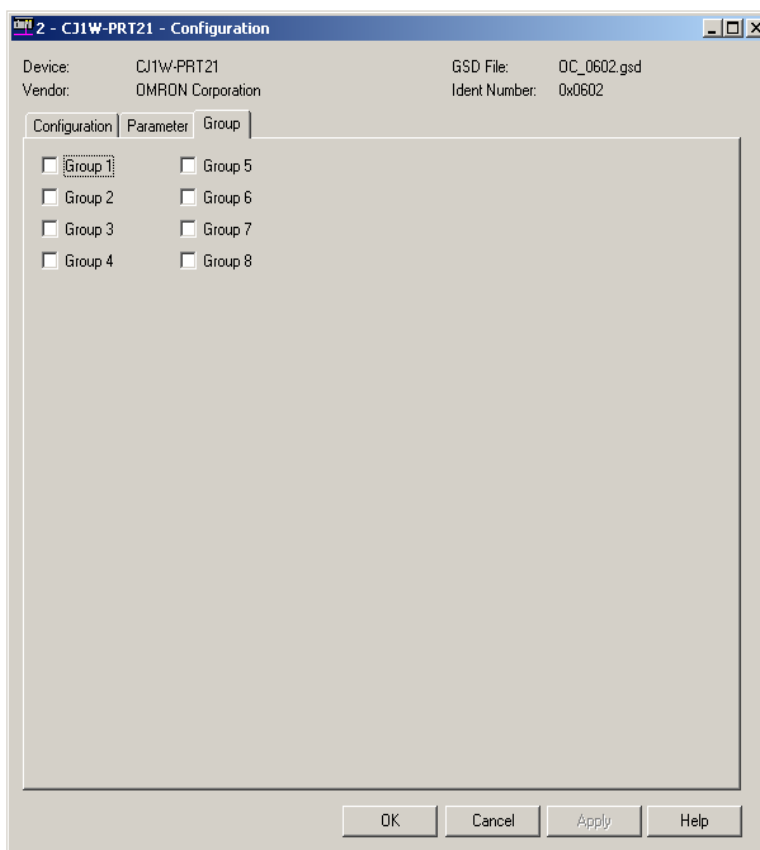 2 - CJ1W-PRT21 - Configuration
Device: CJ1W-PRT21 GSD File: OC_0602.gsd
Vendor: OMRON Corporation Ident Number: 0x0602
Configuration Parameter Group
Group 1 Group 5
Group 2 Group 6
Group 3 Group 7
Group 4 Group 8
OK Cancel Apply Help